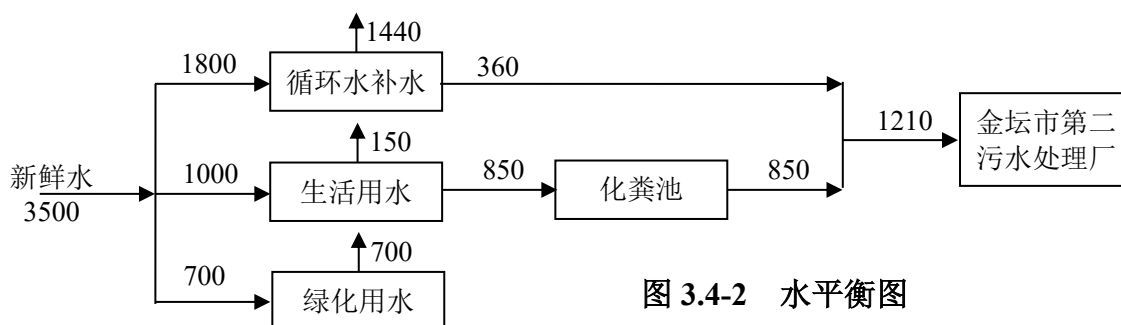 1440
1800
循环水补水
360
1210
金坛市第二
污水处理厂
150
新鲜水
3500
1000
生活用水
850
化粪池
850
700
700
绿化用水
图 3.4-2 水平衡图